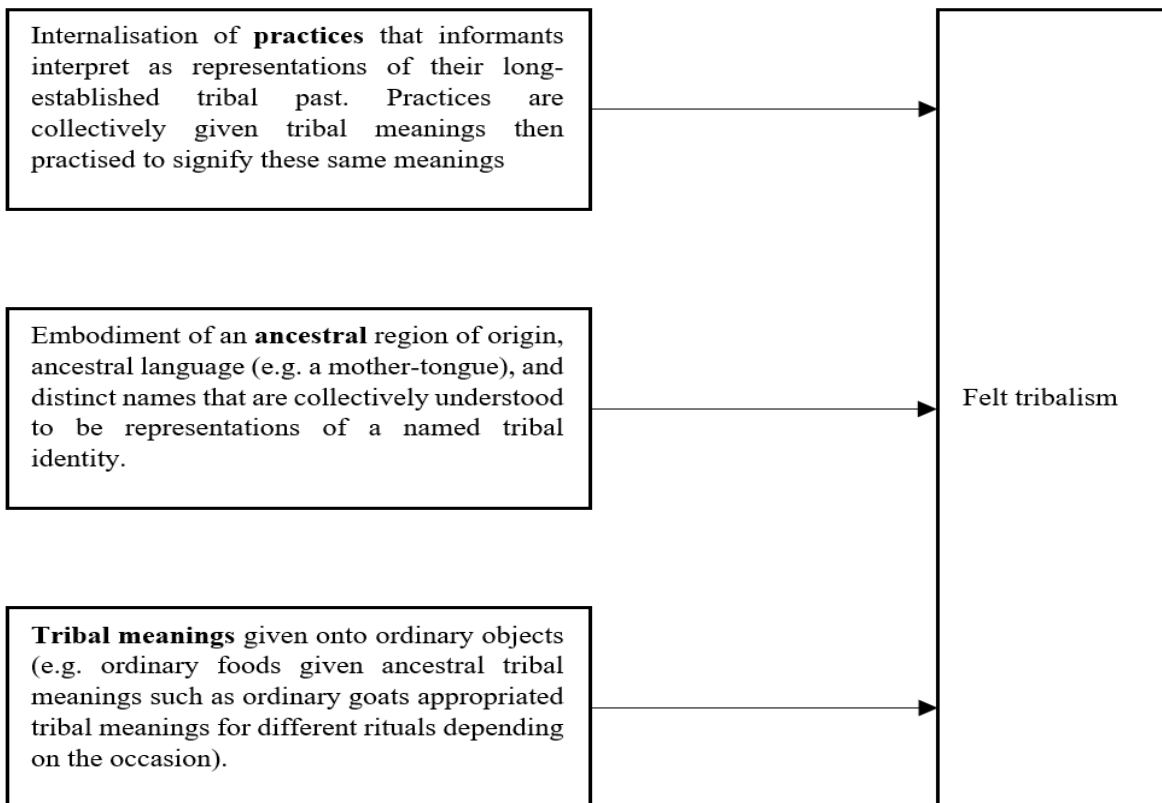 Internalisation of practices that informants
interpret as representations of their long-
established tribal past. Practices are
collectively given tribal meanings then
practised to signify these same meanings
Embodiment of an ancestral region of origin,
ancestral language (e.g. a mother-tongue), and
distinct names that are collectively understood
to be representations of a named tribal
identity.
Felt tribalism
Tribal meanings given onto ordinary objects
(e.g. ordinary foods given ancestral tribal
meanings such as ordinary goats appropriated
tribal meanings for different rituals depending
on the occasion).